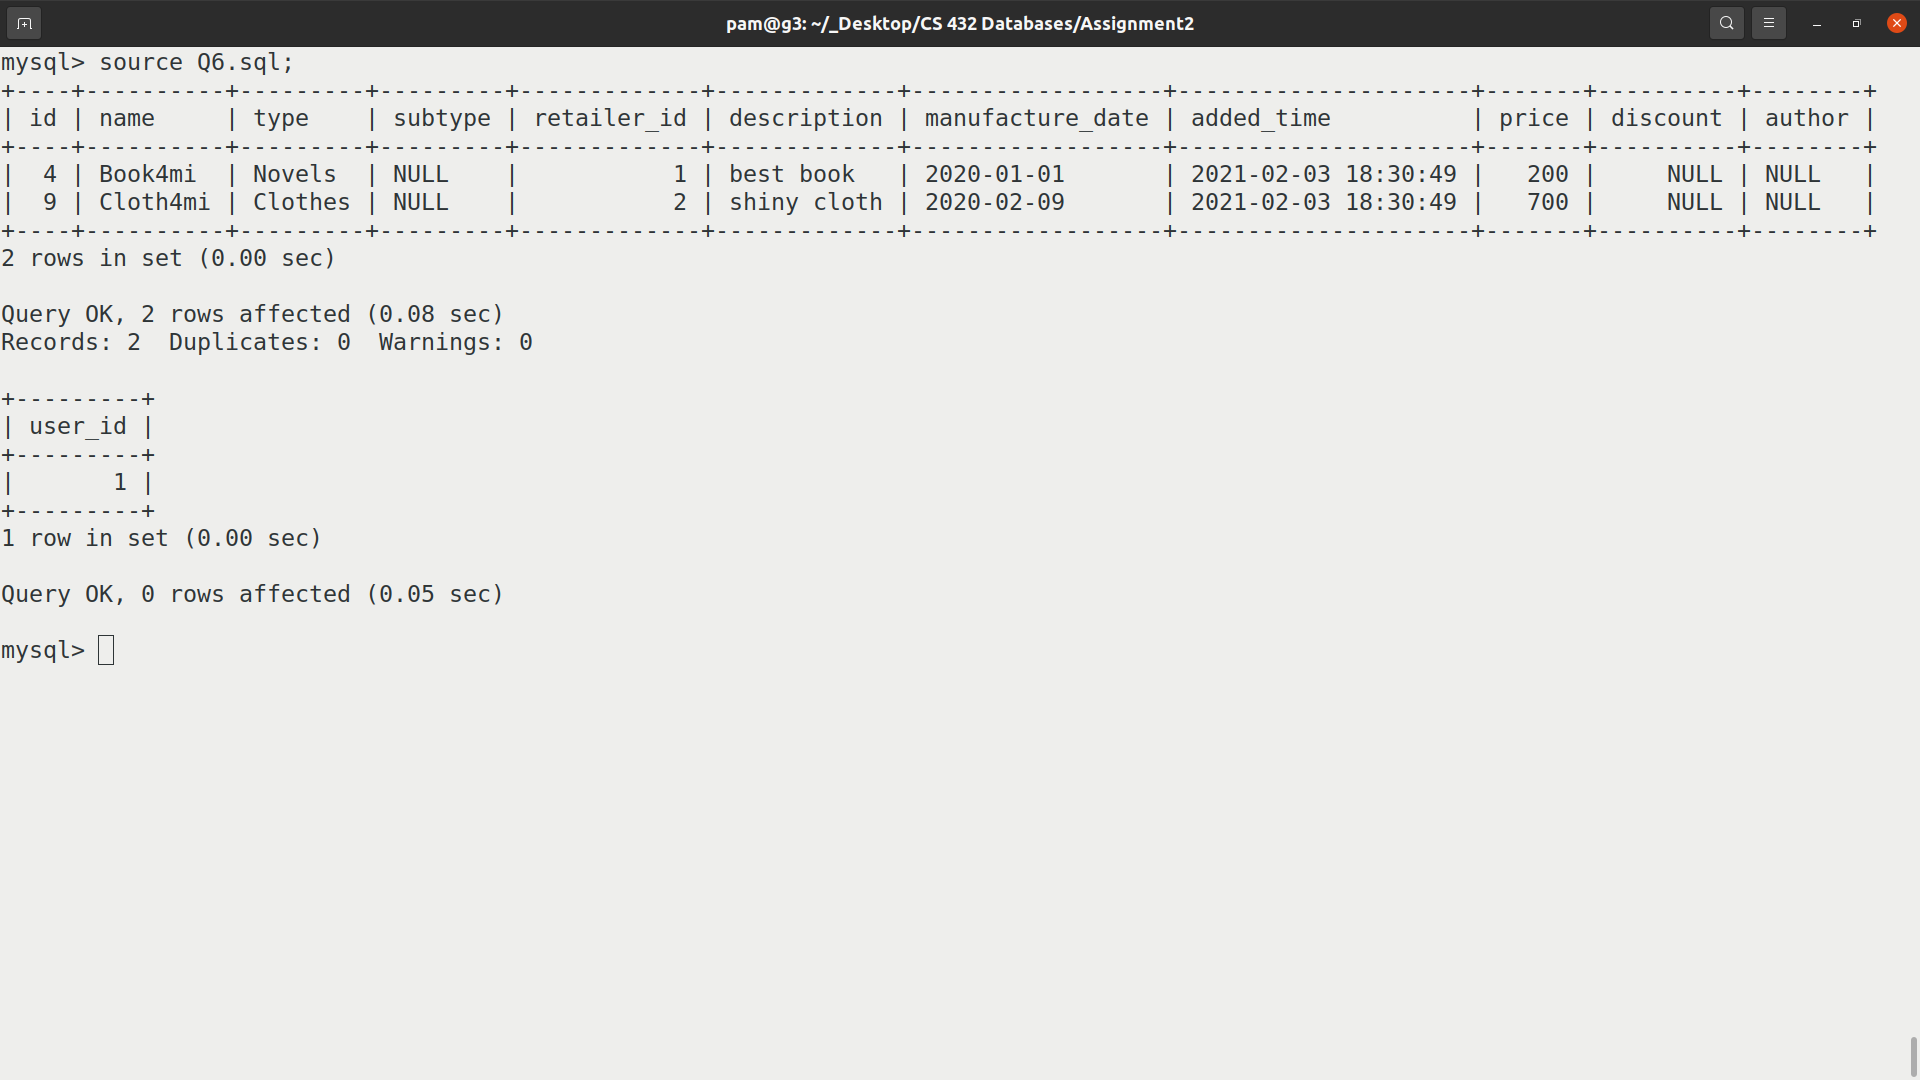 pam@g3: ~/_Desktop/CS 432 Databases/Assignment2
mysql> source Q6.sql;
+----+----------+---------+---------+-------------+-------------+------------------+---------------------+-------+----------+--------+
| id | name     | type    | subtype | retailer_id | description | manufacture_date | added_time          | price | discount | author |
+----+----------+---------+---------+-------------+-------------+------------------+---------------------+-------+----------+--------+
|  4 | Book4mi  | Novels  | NULL    |           1 | best book   | 2020-01-01       | 2021-02-03 18:30:49 |   200 |     NULL | NULL   |
|  9 | Cloth4mi | Clothes | NULL    |           2 | shiny cloth | 2020-02-09       | 2021-02-03 18:30:49 |   700 |     NULL | NULL   |
+----+----------+---------+---------+-------------+-------------+------------------+---------------------+-------+----------+--------+
2 rows in set (0.00 sec)

Query OK, 2 rows affected (0.08 sec)
Records: 2  Duplicates: 0  Warnings: 0

+---------+
| user_id |
+---------+
|       1 |
+---------+
1 row in set (0.00 sec)

Query OK, 0 rows affected (0.05 sec)

mysql>